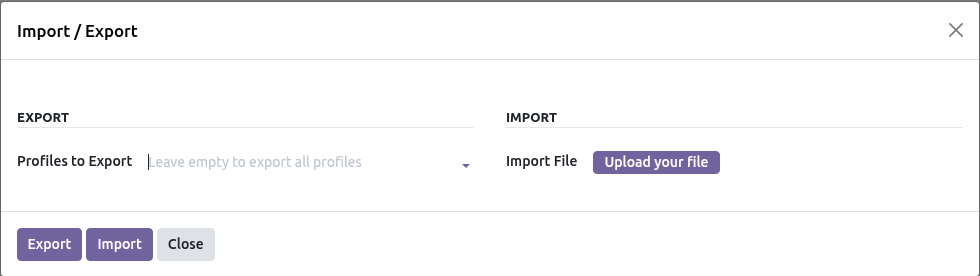 Import / Export
EXPORT
Profiles to Export
Leave empty to export all profiles
IMPORT
Import File
Upload your file
Export
Import
Close